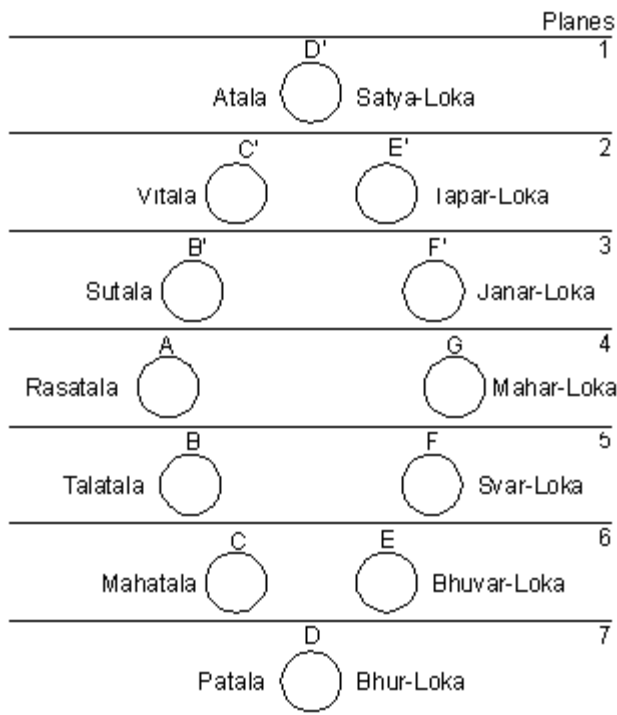 Planes
D' 1
Atala Satya-Loka
C' E' 2
Vitala Iapar-Loka
B' F' 3
Sutala Janar-Loka
A G 4
Rasatala Mahar-Loka
B F 5
Talatala Svar-Loka
C E 6
Mahatala Bhuvar-Loka
D 7
Patala Bhur-Loka